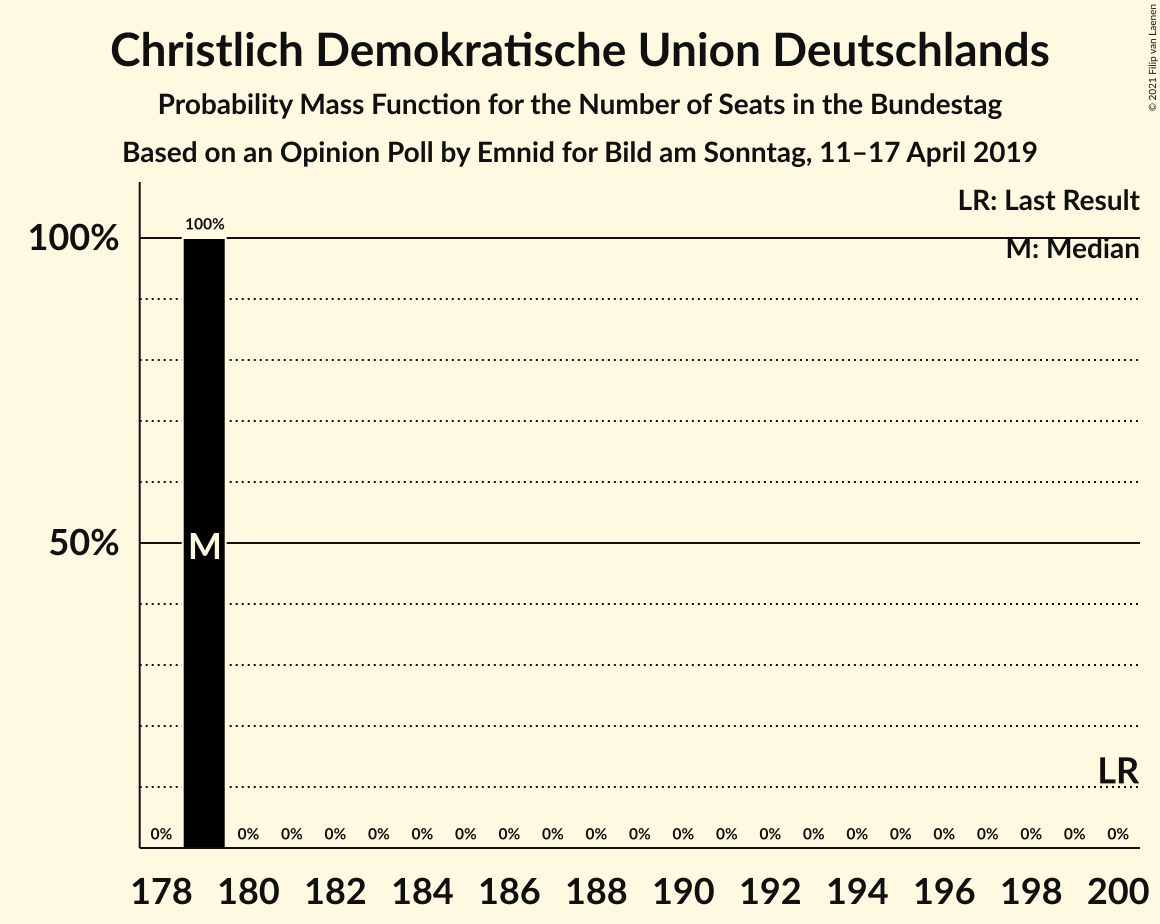 Christlich Demokratische Union Deutschlands
Probability Mass Function for the Number of Seats in the Bundestag
Based on an Opinion Poll by Emnid for Bild am Sonntag, 11–17 April 2019
© 2021 Filip van Laenen
LR: Last Result
M: Median
100%
100%
50%
M
LR
0% 0% 0% 0% 0% 0% 0% 0% 0% 0% 0% 0% 0% 0% 0% 0% 0% 0% 0% 0% 0% 0%
178 180 182 184 186 188 190 192 194 196 198 200